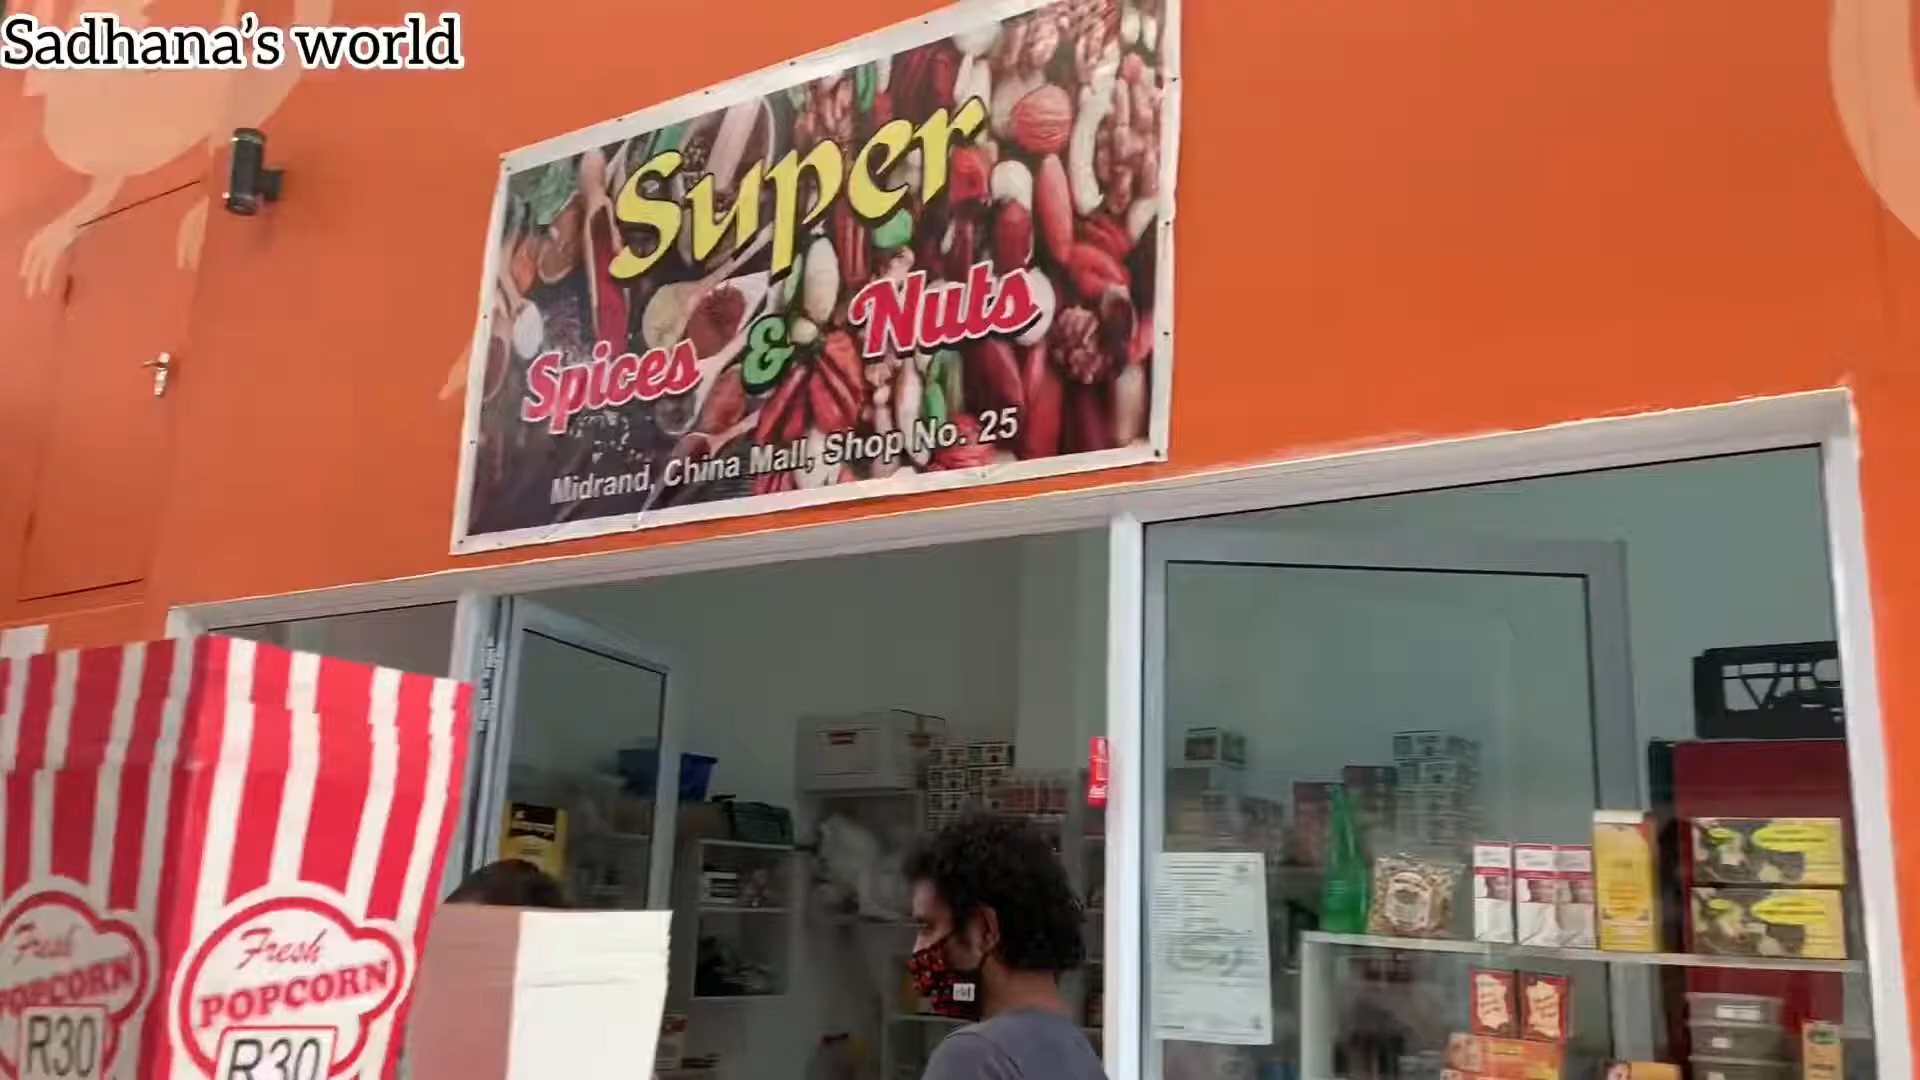 Sadhana's world
Super
Spices & Nuts
Midrand, China Mall, Shop No. 25
Fresh
POPCORN
R30
Fresh
POPCORN
R30